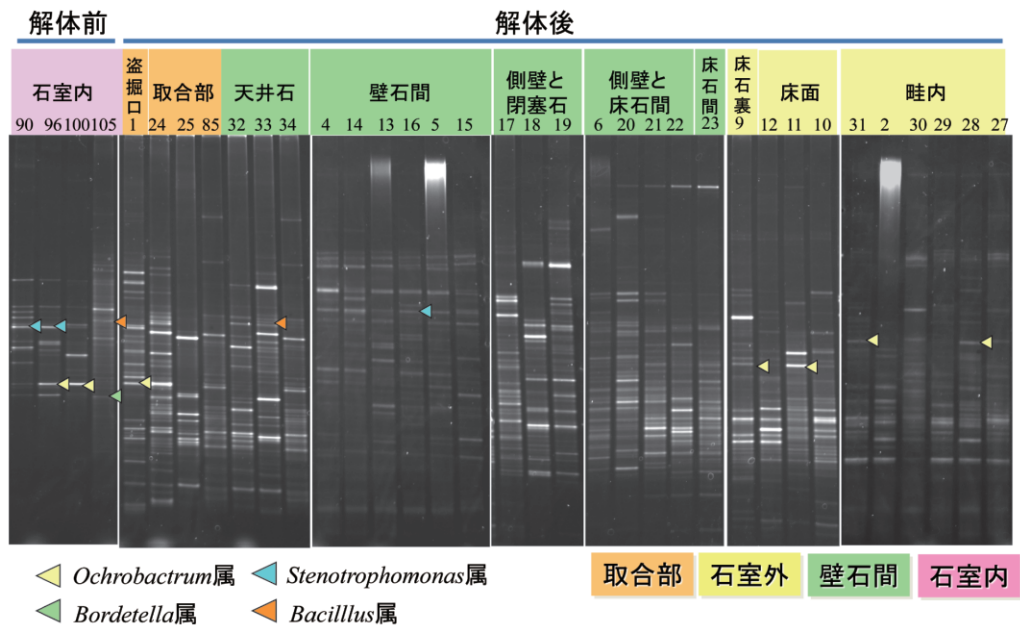 解体前
解体後
石室内
盗掘口
取合部
天井石
壁石間
側壁と
閉塞石
側壁と
床石間
床石間
床石裏
床面
畦内
90 96 100 105 1 24 25 85 32 33 34 4 14 13 16 5 15 17 18 19 6 20 21 22 23 9 12 11 10 31 2 30 29 28 27
Ochrobactrum属
Stenotrophomonas属
Bordetella属
Bacilllus属
取合部
石室外
壁石間
石室内